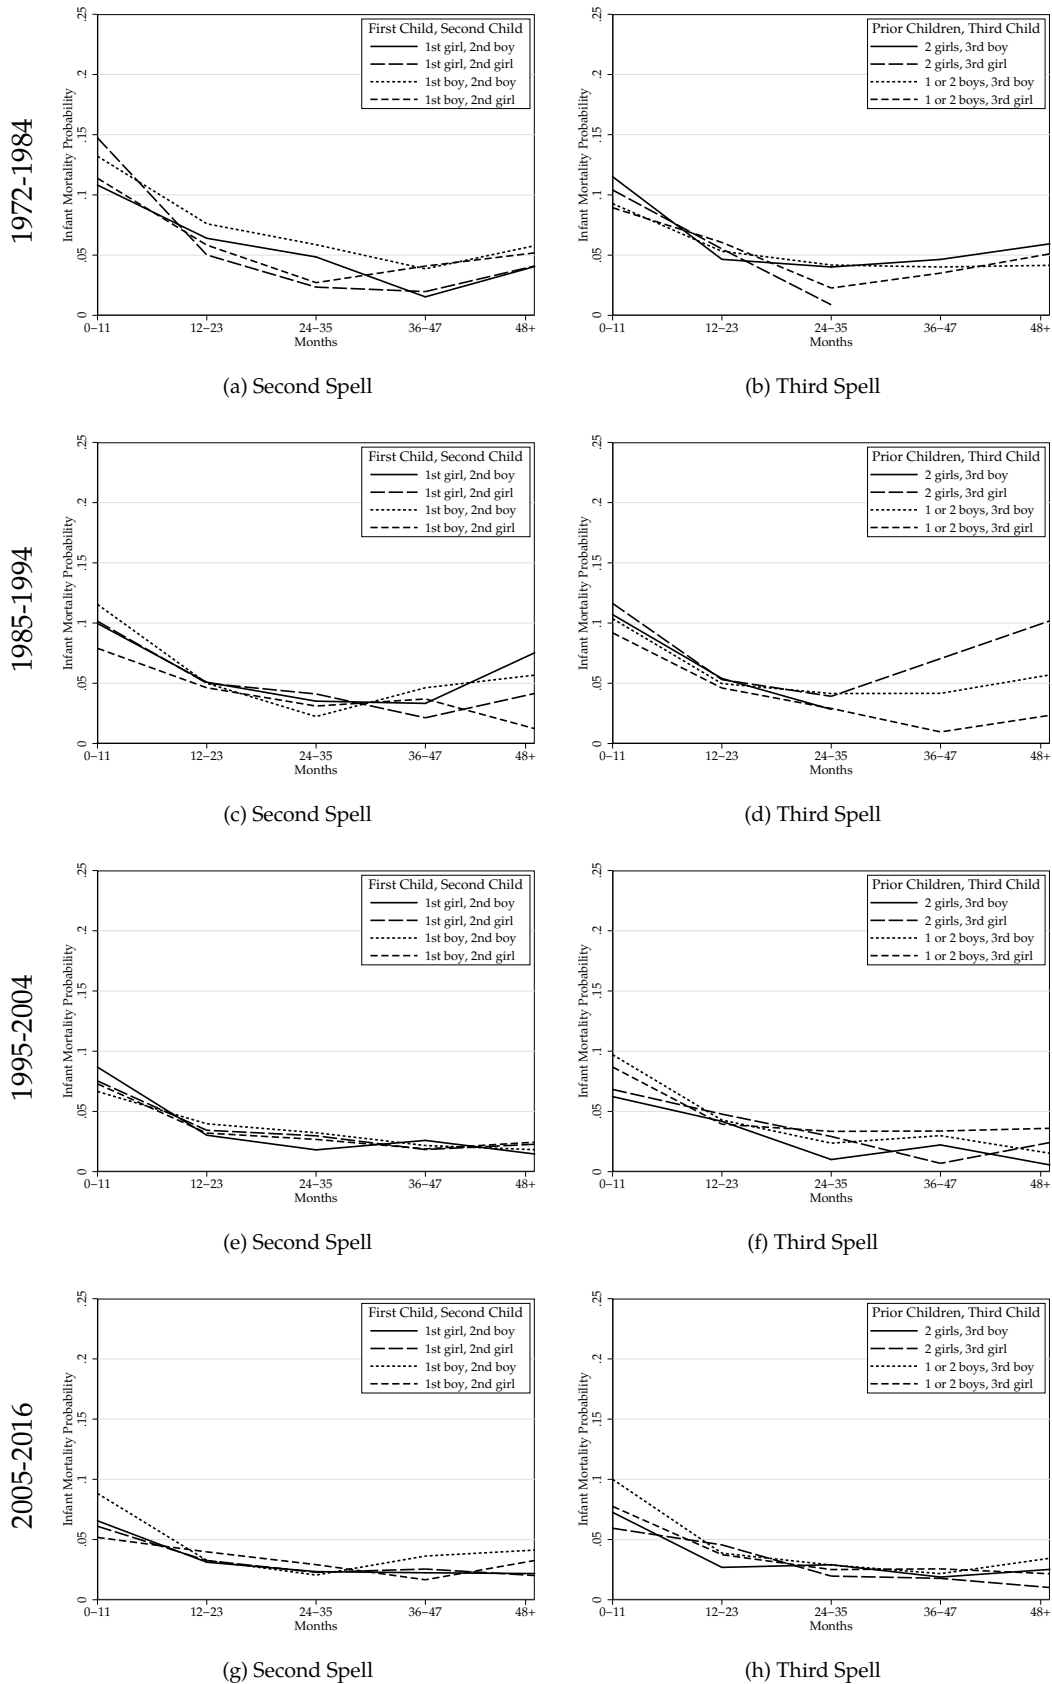 1972-1984
Infant Mortality Probability
0 .05 .1 .15 .2 .25
First Child, Second Child
1st girl, 2nd boy
1st girl, 2nd girl
1st boy, 2nd boy
1st boy, 2nd girl
0–11 12–23 24–35 36–47 48+
Months
(a) Second Spell
Infant Mortality Probability
0 .05 .1 .15 .2 .25
Prior Children, Third Child
2 girls, 3rd boy
2 girls, 3rd girl
1 or 2 boys, 3rd boy
1 or 2 boys, 3rd girl
0–11 12–23 24–35 36–47 48+
Months
(b) Third Spell
1985-1994
Infant Mortality Probability
0 .05 .1 .15 .2 .25
First Child, Second Child
1st girl, 2nd boy
1st girl, 2nd girl
1st boy, 2nd boy
1st boy, 2nd girl
0–11 12–23 24–35 36–47 48+
Months
(c) Second Spell
Infant Mortality Probability
0 .05 .1 .15 .2 .25
Prior Children, Third Child
2 girls, 3rd boy
2 girls, 3rd girl
1 or 2 boys, 3rd boy
1 or 2 boys, 3rd girl
0–11 12–23 24–35 36–47 48+
Months
(d) Third Spell
1995-2004
Infant Mortality Probability
0 .05 .1 .15 .2 .25
First Child, Second Child
1st girl, 2nd boy
1st girl, 2nd girl
1st boy, 2nd boy
1st boy, 2nd girl
0–11 12–23 24–35 36–47 48+
Months
(e) Second Spell
Infant Mortality Probability
0 .05 .1 .15 .2 .25
Prior Children, Third Child
2 girls, 3rd boy
2 girls, 3rd girl
1 or 2 boys, 3rd boy
1 or 2 boys, 3rd girl
0–11 12–23 24–35 36–47 48+
Months
(f) Third Spell
2005-2016
Infant Mortality Probability
0 .05 .1 .15 .2 .25
First Child, Second Child
1st girl, 2nd boy
1st girl, 2nd girl
1st boy, 2nd boy
1st boy, 2nd girl
0–11 12–23 24–35 36–47 48+
Months
(g) Second Spell
Infant Mortality Probability
0 .05 .1 .15 .2 .25
Prior Children, Third Child
2 girls, 3rd boy
2 girls, 3rd girl
1 or 2 boys, 3rd boy
1 or 2 boys, 3rd girl
0–11 12–23 24–35 36–47 48+
Months
(h) Third Spell